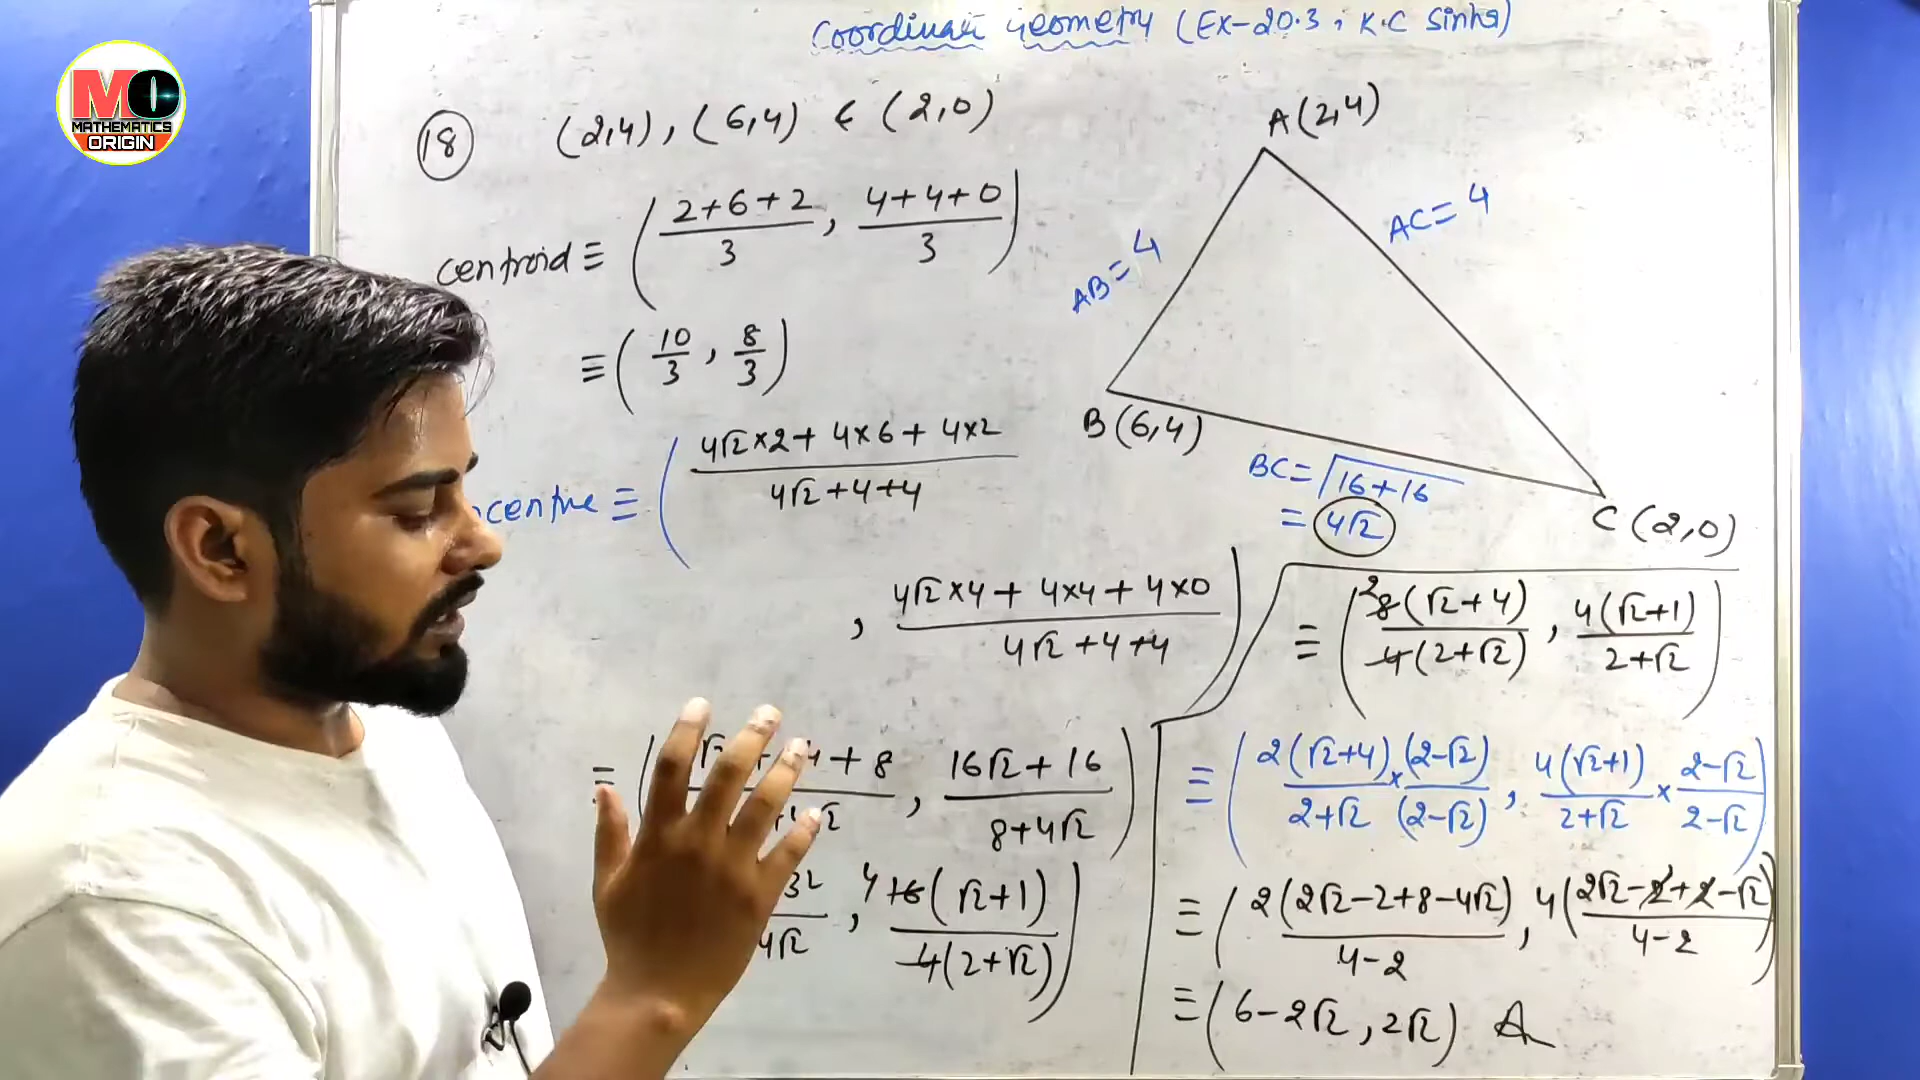 Coordinate geometry (Ex-20.3, K.C Sinha)
MO
MATHEMATICS
ORIGIN
18 (2,4), (6,4) & (2,0)
centroid ≡ ( (2+6+2)/3 , (4+4+0)/3 )
≡ ( 10/3 , 8/3 )
centre ≡ ( (4√2×2+4×6+4×2)/(4√2+4+4)
, (4√2×4+4×4+4×0)/(4√2+4+4) )
≡ ( 4+8 , (16√2+16)/(8+4√2) )
32/4√2 , 4 16(√2+1)/4(2+√2) )
A(2,4)
AB=4
AC=4
B(6,4)
BC=√16+16
=4√2
C(2,0)
≡ ( 2 8(√2+4)/4(2+√2) , 4(√2+1)/2+√2 )
≡ ( 2(√2+4)/2+√2 × (2-√2)/(2-√2) , 4(√2+1)/2+√2 × 2-√2/2-√2 )
≡ ( 2(2√2-2+8-4√2)/4-2 , 4(2√2-2+2-√2)/4-2 )
≡ (6-2√2 , 2√2) A